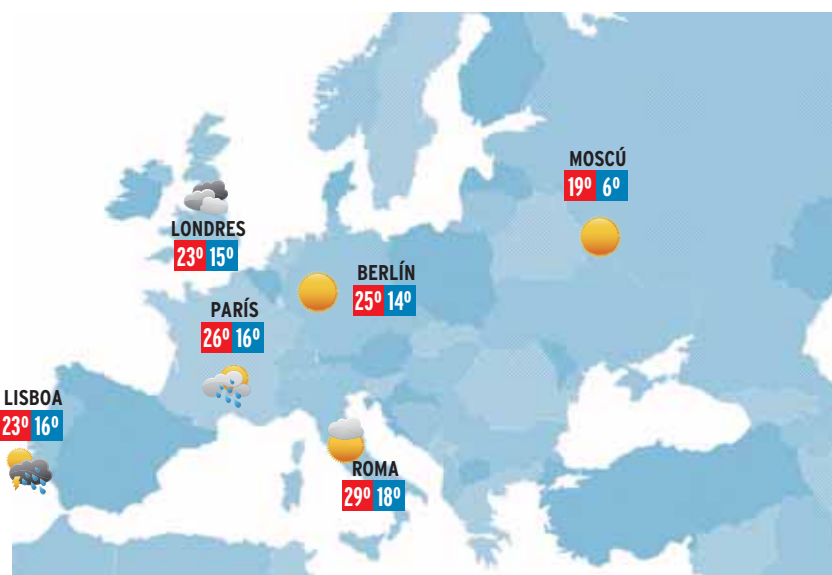 MOSCÚ
19º 6º
LONDRES
23º 15º
BERLÍN
25º 14º
PARÍS
26º 16º
LISBOA
23º 16º
ROMA
29º 18º